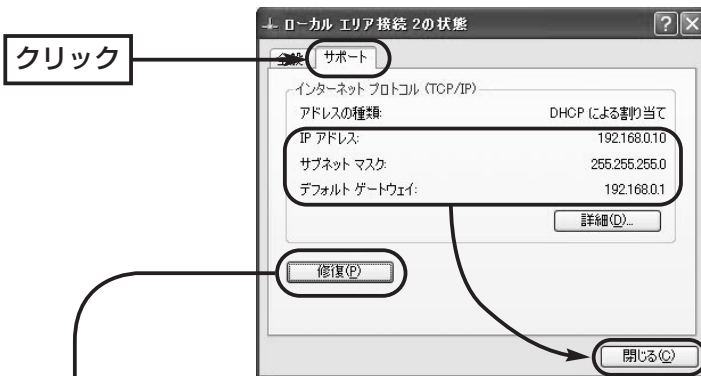 ローカル エリア接続 2の状態
クリック
全般 サポート
インターネット プロトコル (TCP/IP)
アドレスの種類: DHCP による割り当て
IP アドレス: 192.168.0.10
サブネット マスク: 255.255.255.0
デフォルト ゲートウェイ: 192.168.0.1
詳細(D)...
修復(P)
閉じる(C)